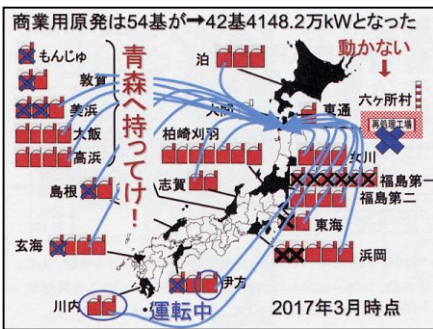 商業用原発は54基が→42基4148.2万kWとなった
もんじゅ
敦賀
美浜
大飯
高浜
島根
玄海
川内
青森へ持ってけ！
泊
大間
東通
柏崎刈羽
志賀
動かない
六ヶ所村
再処理工場
女川
福島第一
福島第二
東海
浜岡
伊方
・運転中
2017年3月時点